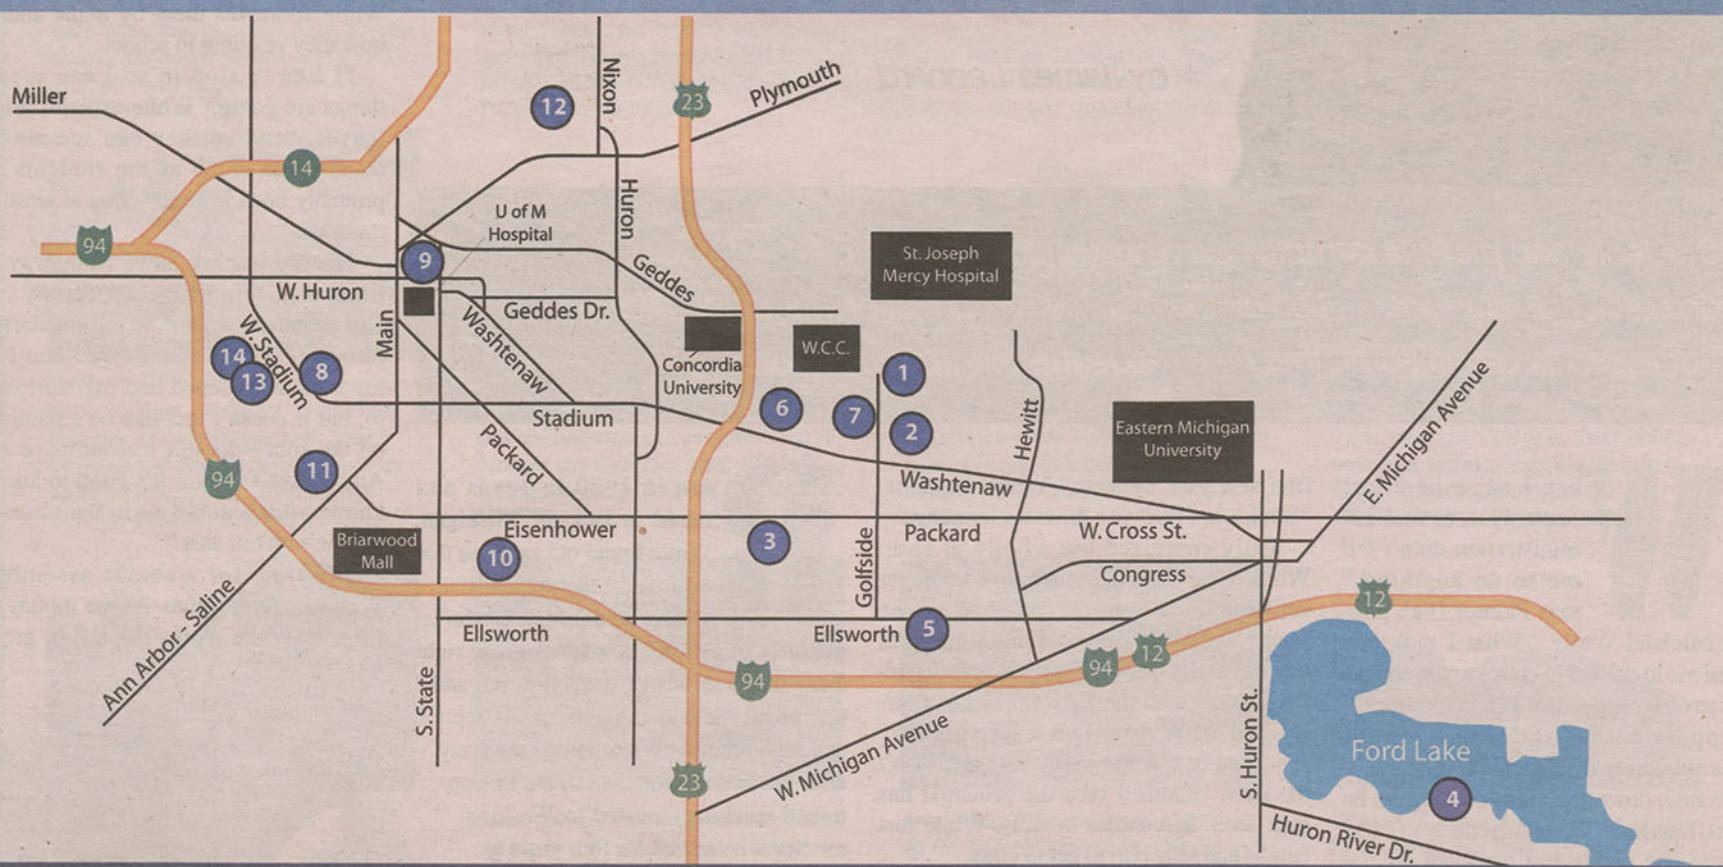 Miller
Nixon
12
23
Plymouth
14
Huron
U of M
Hospital
94
9
Geddes
St. Joseph
Mercy Hospital
W. Huron
Geddes Dr.
Main
Washtenaw
W. Stadium
14
13
8
Concordia
University
W.C.C.
1
6
7
2
Stadium
Hewitt
Eastern Michigan
University
E. Michigan Avenue
Packard
11
94
Washtenaw
Eisenhower
Packard
W. Cross St.
Briarwood
Mall
10
3
Golfside
Congress
Ann Arbor - Saline
12
Ellsworth
Ellsworth
5
S. State
94
94
12
S. Huron St.
Ford Lake
23
W. Michigan Avenue
4
Huron River Dr.